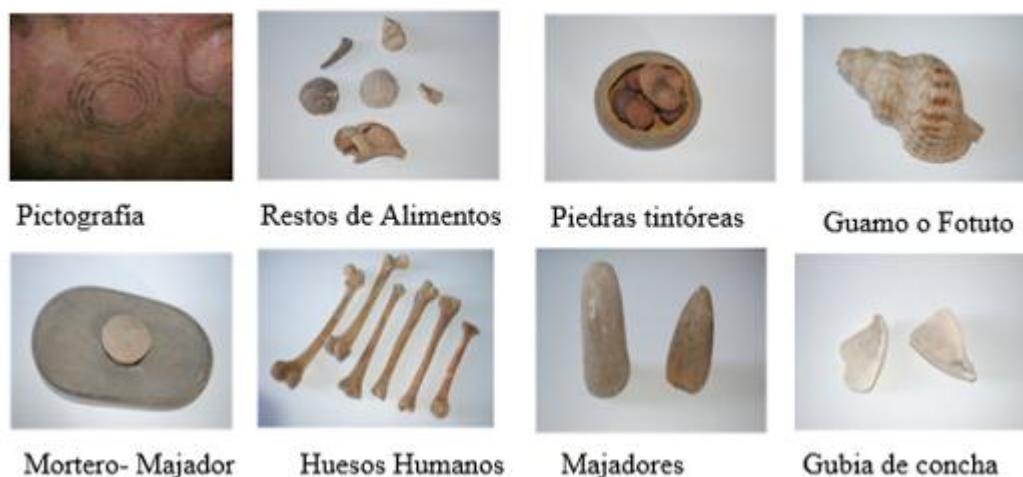 Pictografía
Restos de Alimentos
Piedras tintóreas
Guamo o Fotuto
Mortero- Majador
Huesos Humanos
Majadores
Gubia de concha